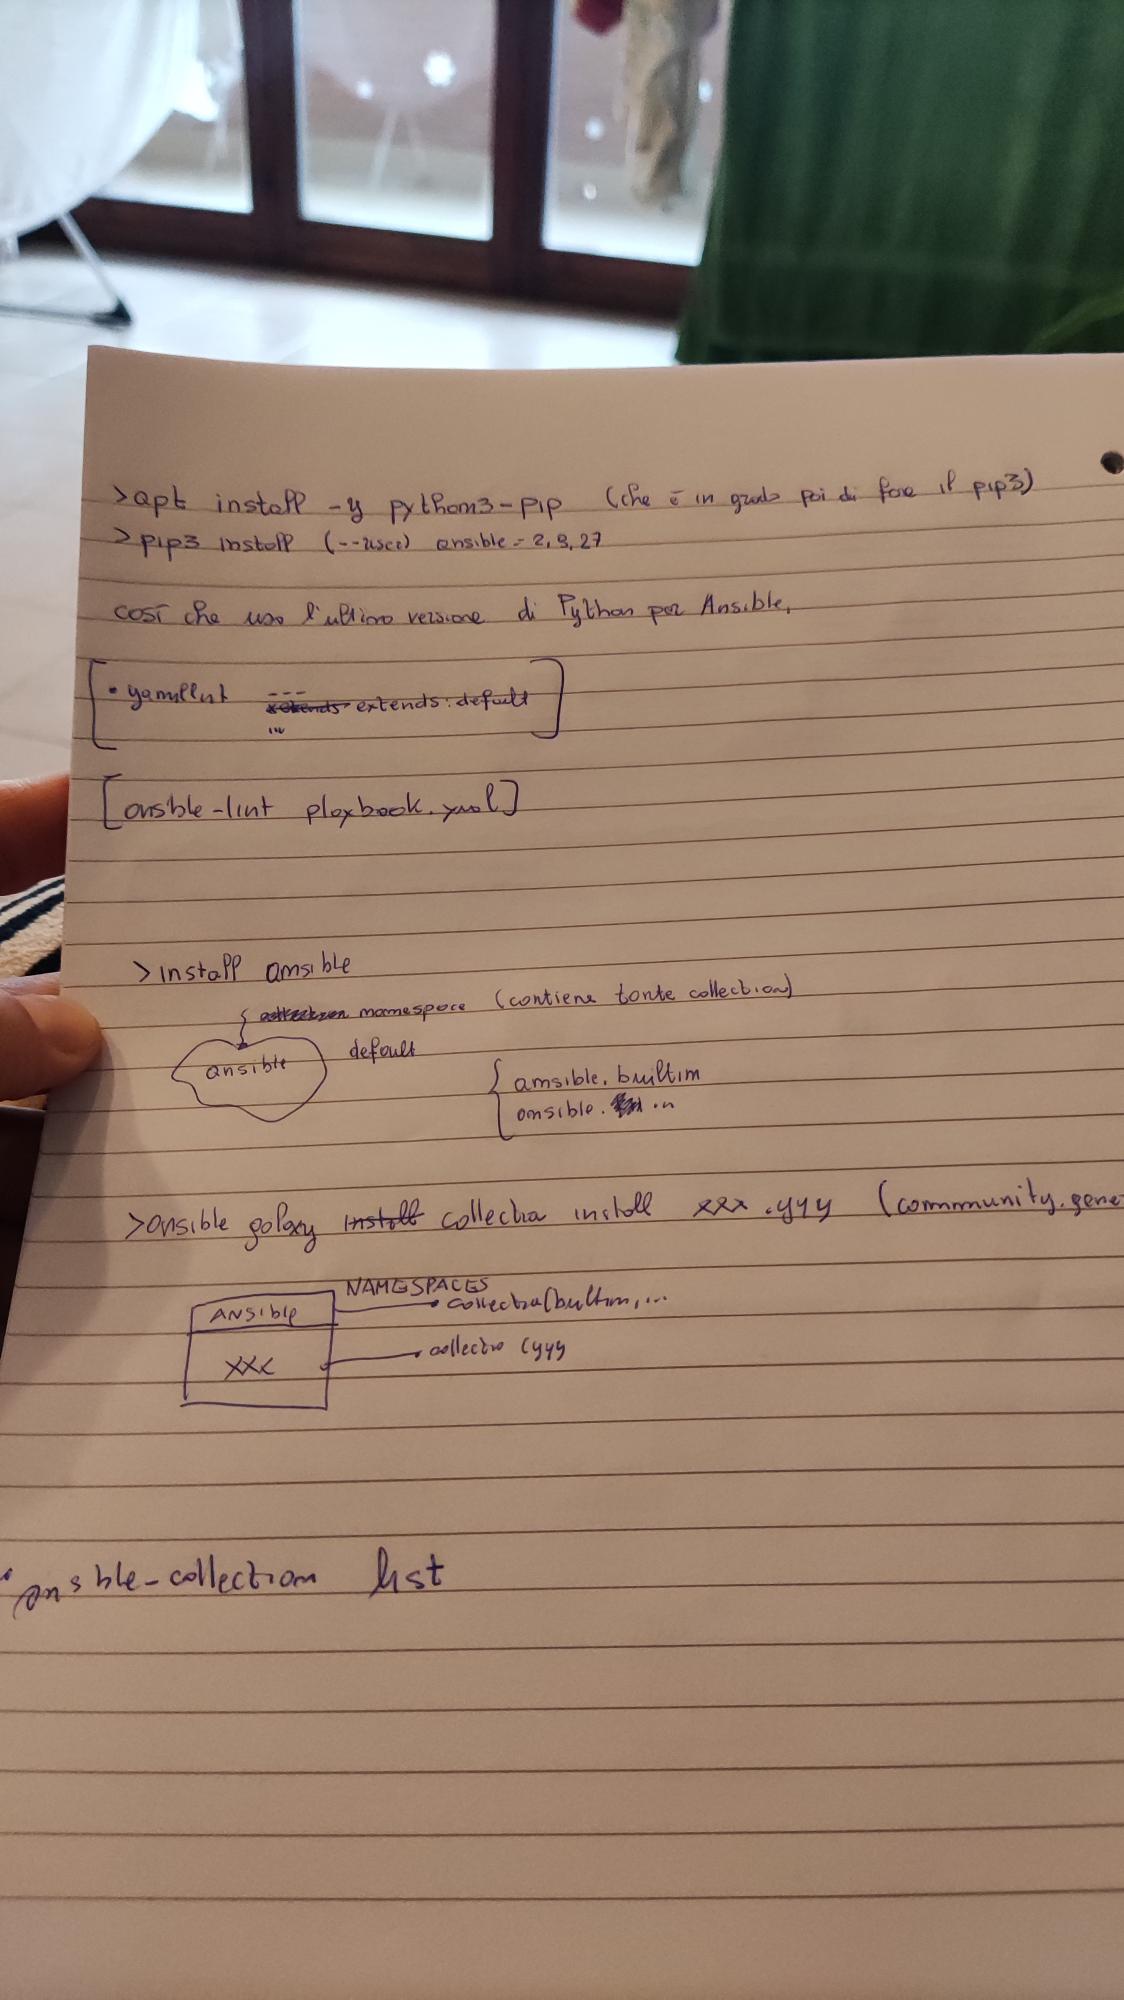 >apt install -y python3-pip (che è in grado poi di fare il pip3)
>pip3 install (--user) ansible = 2,9,27
così che uso l'ultima versione di Python per Ansible,
[• yamllint ---
extends: default ]
...
[ansible-lint playbook.yml]
>install ansible
namespace (contiene tante collection)
ansible default
{ ansible.builtin
ansible. ..n
>ansible galaxy install collection install xxx.yyy (community.gene
NAMESPACES
ANSIble collection(builtin,...
xxx collection (yyy
ansible-collection list